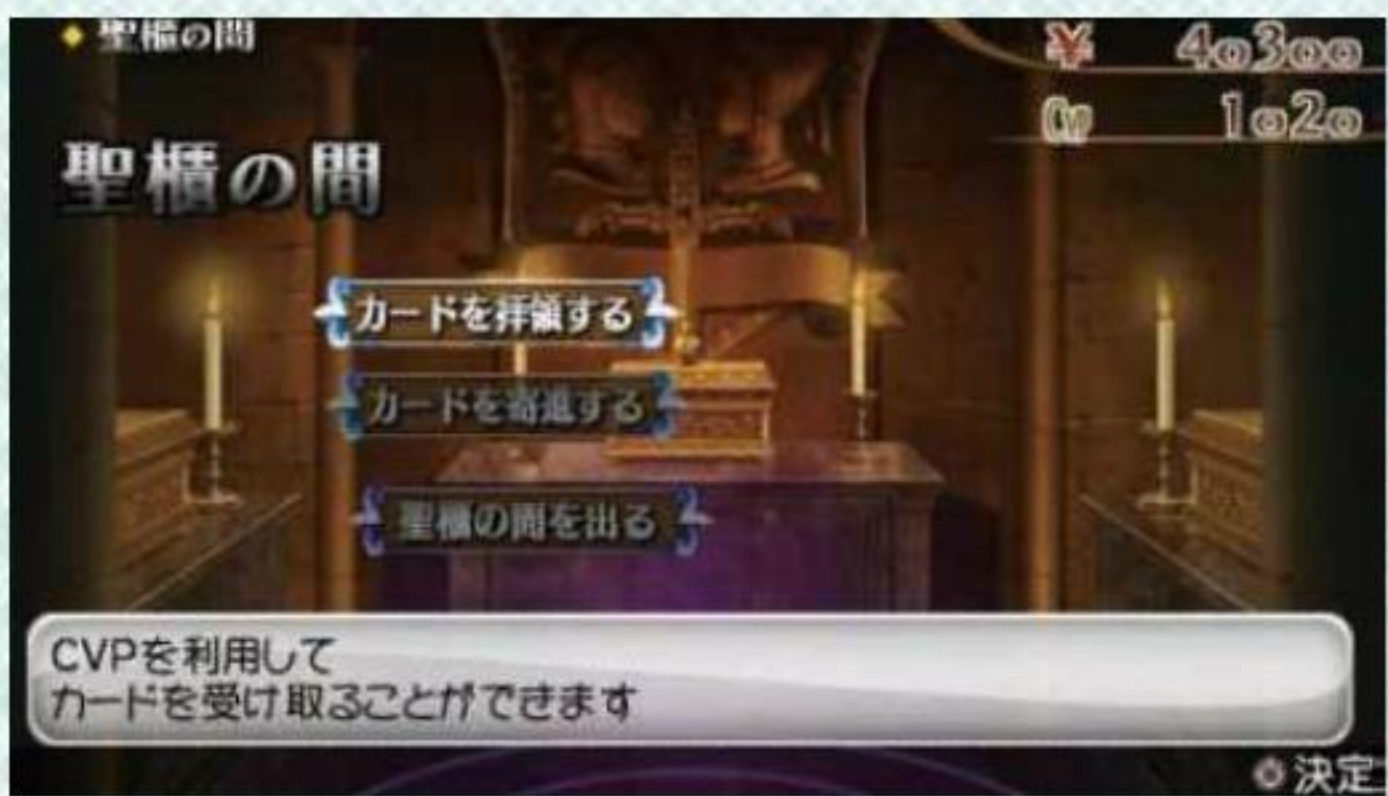 聖櫃の間
¥ 40300
CVP 1020
聖櫃の間
カードを拝領する
カードを寄進する
聖櫃の間を出る
CVPを利用して
カードを受け取ることができます
決定